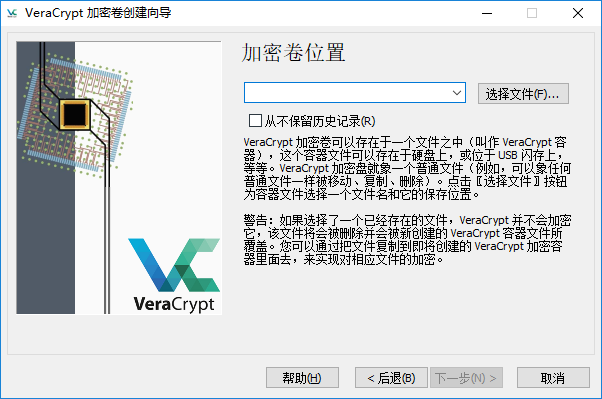 VeraCrypt 加密卷创建向导
加密卷位置
选择文件(F)...
从不保留历史记录(R)
VeraCrypt 加密卷可以存在于一个文件之中（叫作 VeraCrypt 容
器），这个容器文件可以存在于硬盘上，或位于 USB 闪存上，
等等。VeraCrypt 加密盘就象一个普通文件（例如，可以象任何
普通文件一样被移动、复制、删除）。点击〖选择文件〗按钮
为容器文件选择一个文件名和它的保存位置。
警告：如果选择了一个已经存在的文件，VeraCrypt 并不会加密
它，该文件将会被删除并会被新创建的 VeraCrypt 容器文件所
覆盖。您可以通过把文件复制到即将创建的 VeraCrypt 加密容
器里面去，来实现对相应文件的加密。
VeraCrypt
帮助(H)
< 后退(B)
下一步(N) >
取消